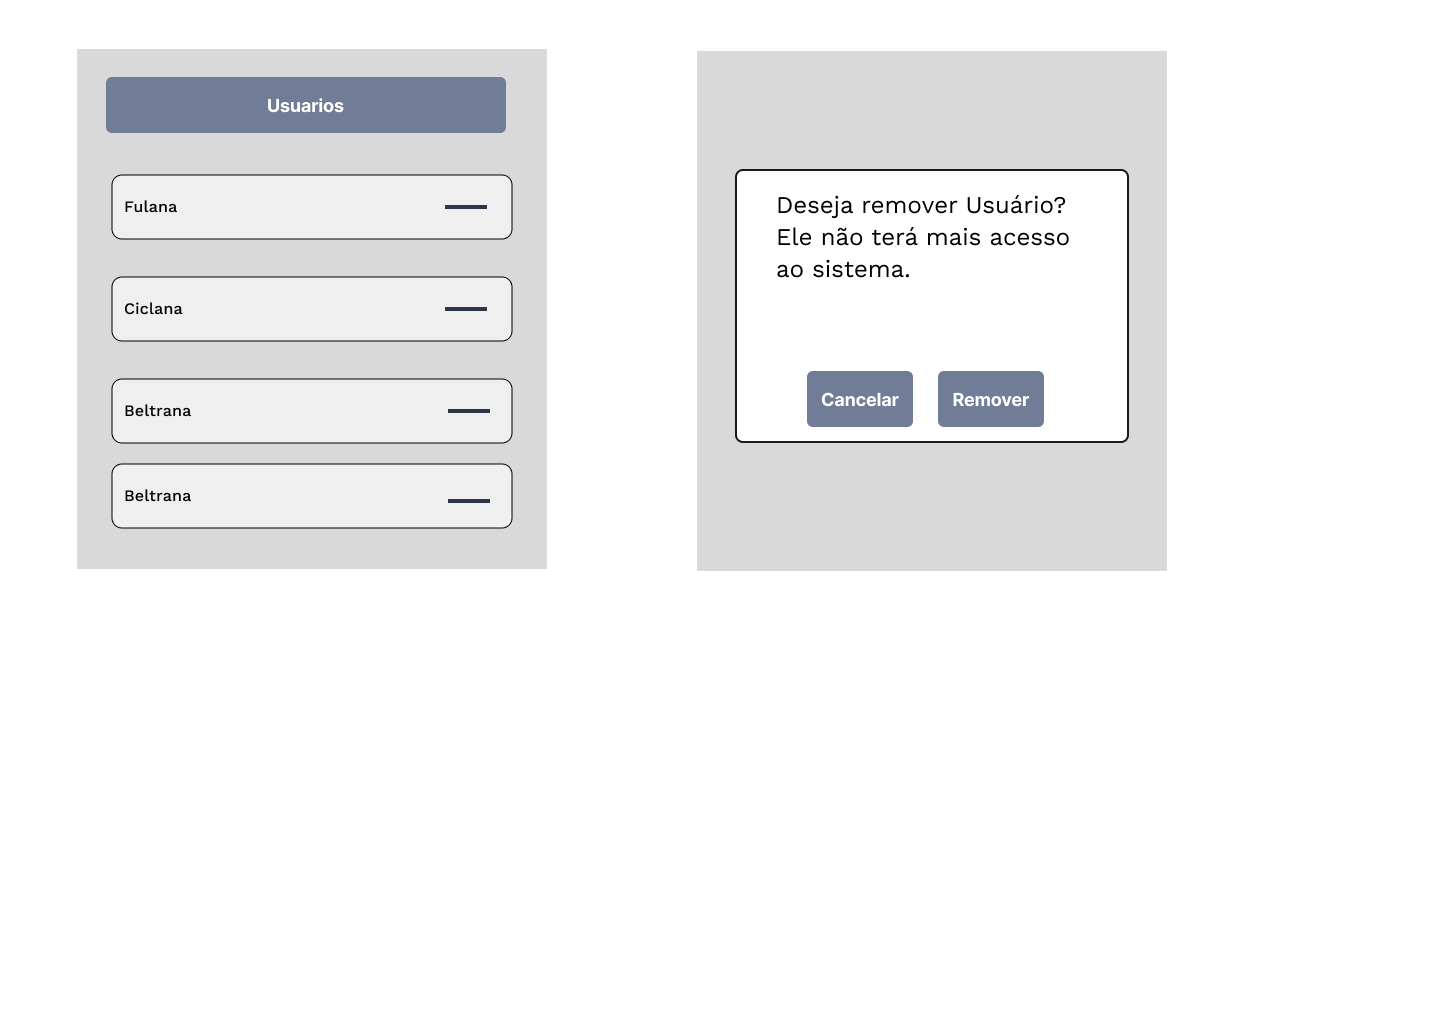 Usuarios
Fulana
Ciclana
Beltrana
Beltrana
Deseja remover Usuário?
Ele não terá mais acesso
ao sistema.
Cancelar
Remover